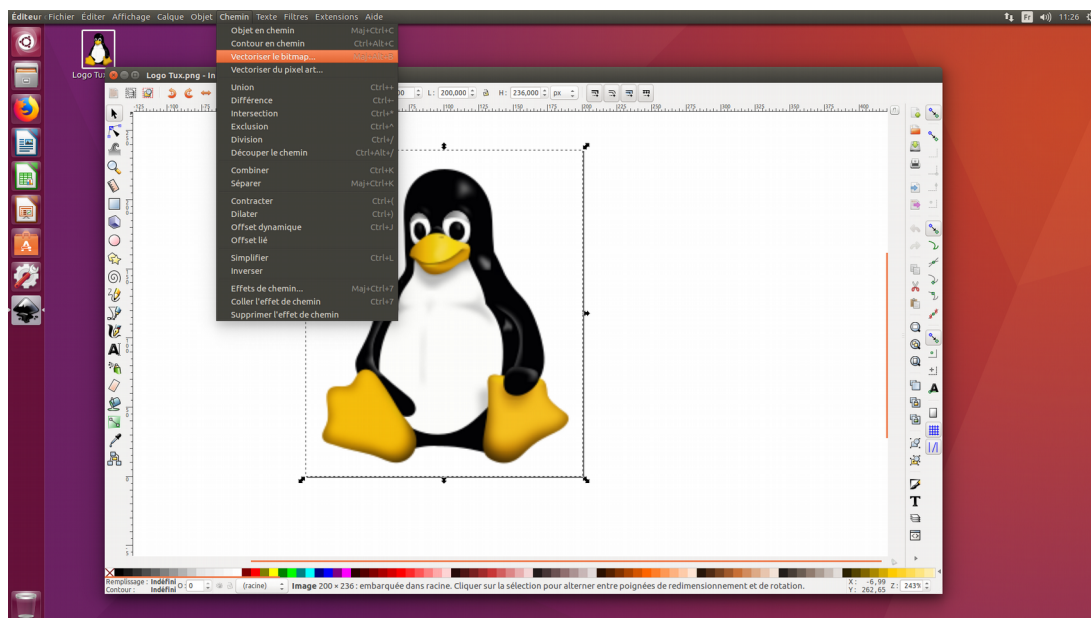 Éditeur Fichier Éditer Affichage Calque Objet Chemin Texte Filtres Extensions Aide
Fr 11:26
Objet en chemin Maj+Ctrl+C
Contour en chemin Ctrl+Alt+C
Vectoriser le bitmap...
Vectoriser du pixel art...
Logo Tux.png - In
Union Ctrl++
L: 200,000 H: 236,000 px
Différence Ctrl+-
Intersection Ctrl+*
Exclusion Ctrl+^
Division Ctrl+/
Découper le chemin Ctrl+Alt+/
Combiner Ctrl+K
Séparer Maj+Ctrl+K
Contracter Ctrl+(
Dilater Ctrl+)
Offset dynamique Ctrl+J
Offset lié
Simplifier Ctrl+L
Inverser
Effets de chemin... Maj+Ctrl+7
Coller l'effet de chemin Ctrl+7
Supprimer l'effet de chemin
Remplissage : Indéfini
Contour : Indéfini
O: 0
(racine)
Image 200 × 236 : embarquée dans racine. Cliquer sur la sélection pour alterner entre poignées de redimensionnement et de rotation.
X: -6,99
Y: 262,65
Z: 243%